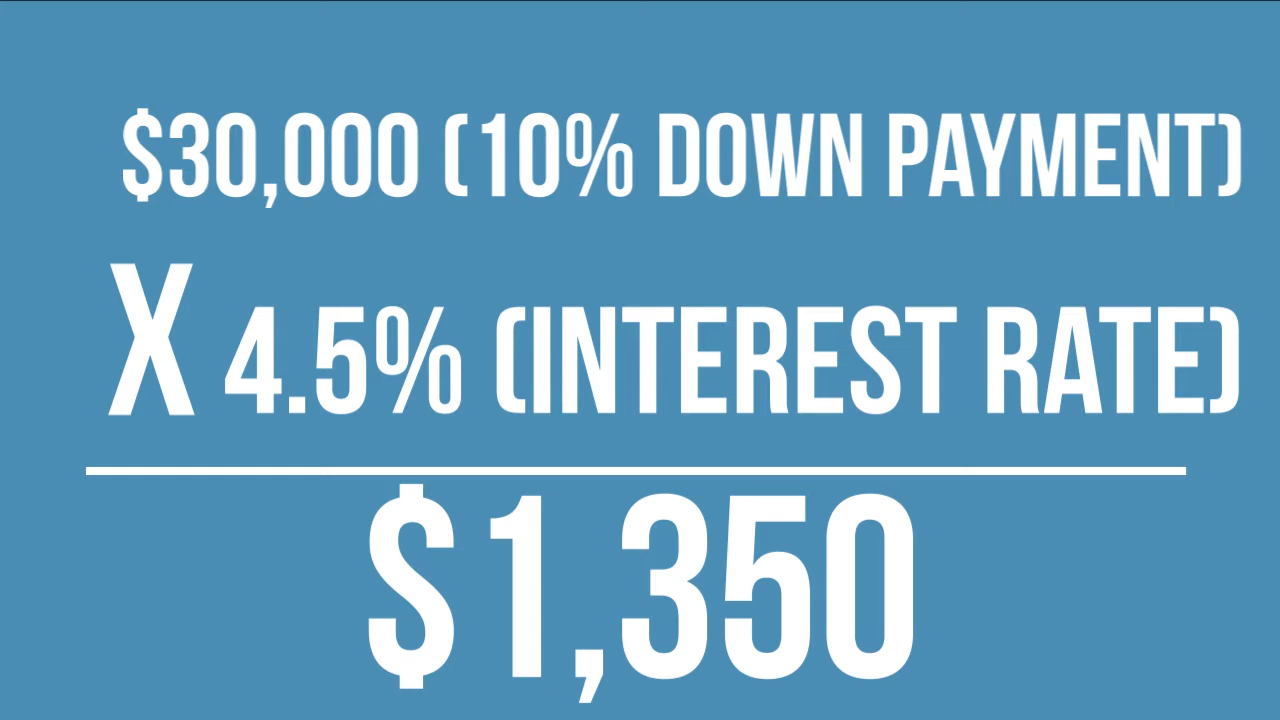 $30,000 (10% DOWN PAYMENT)
X 4.5% (INTEREST RATE)
$1,350